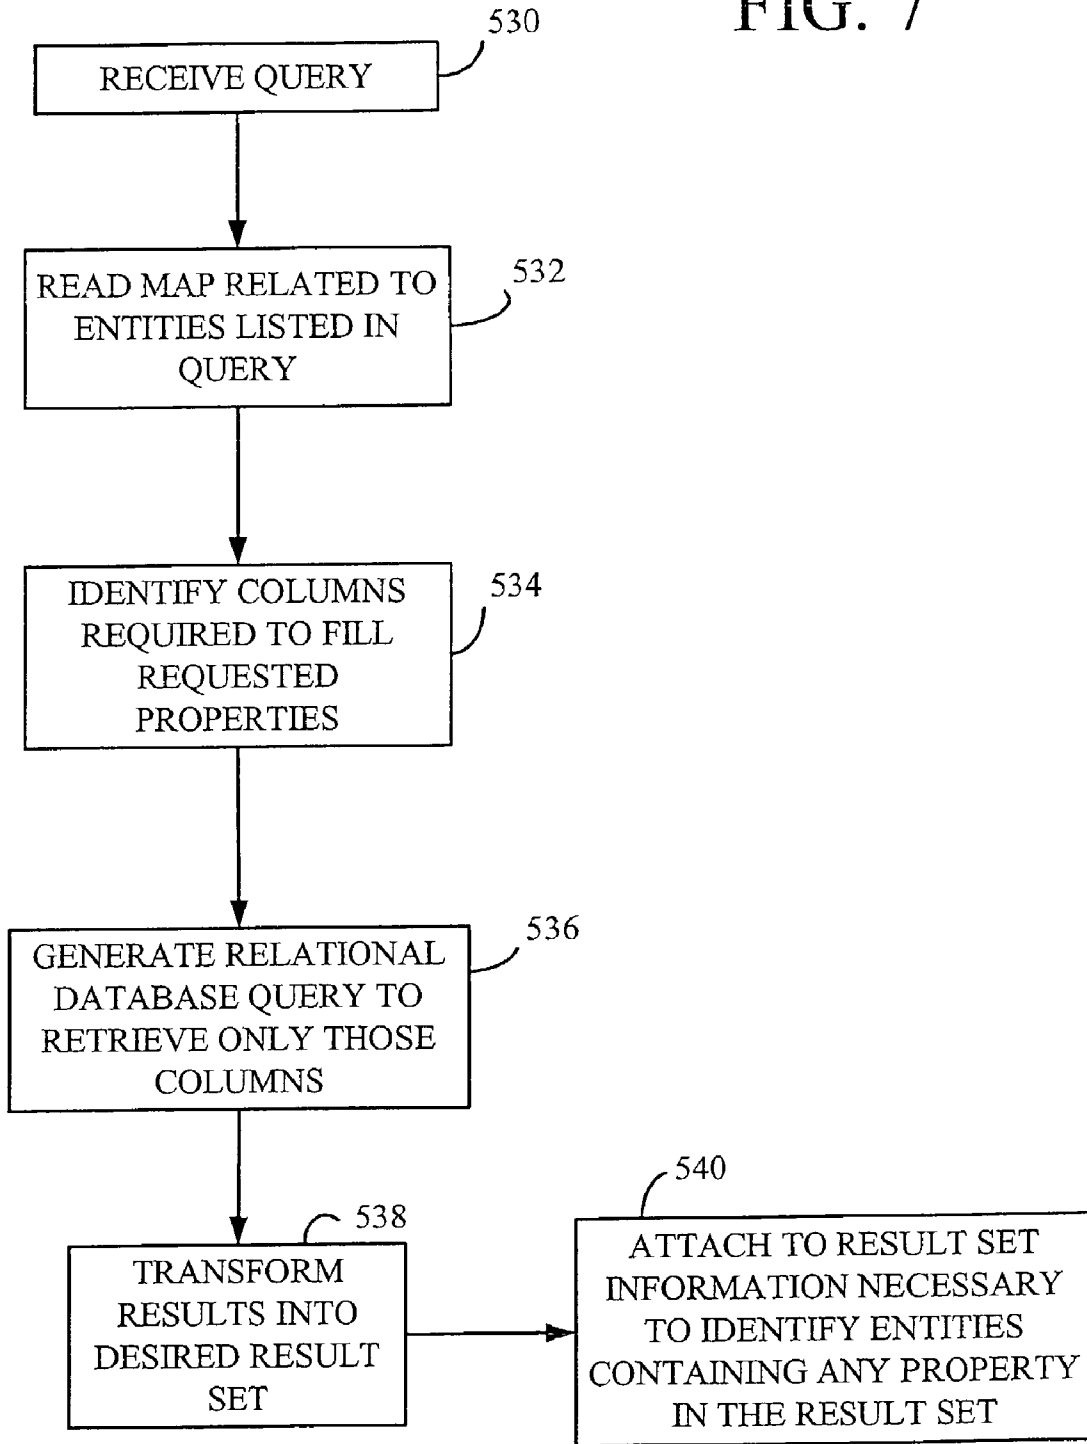 FIG. 7
530
RECEIVE QUERY
532
READ MAP RELATED TO
ENTITIES LISTED IN
QUERY
534
IDENTIFY COLUMNS
REQUIRED TO FILL
REQUESTED
PROPERTIES
536
GENERATE RELATIONAL
DATABASE QUERY TO
RETRIEVE ONLY THOSE
COLUMNS
538
TRANSFORM
RESULTS INTO
DESIRED RESULT
SET
540
ATTACH TO RESULT SET
INFORMATION NECESSARY
TO IDENTIFY ENTITIES
CONTAINING ANY PROPERTY
IN THE RESULT SET